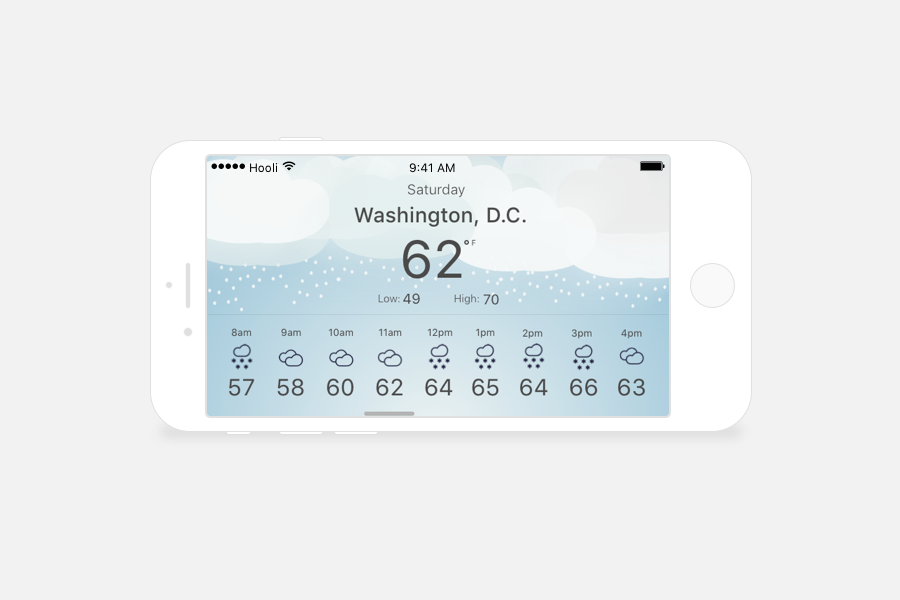 Hooli 9:41 AM
Saturday
Washington, D.C.
62°F
Low: 49 High: 70
8am 9am 10am 11am 12pm 1pm 2pm 3pm 4pm
57 58 60 62 64 65 64 66 63